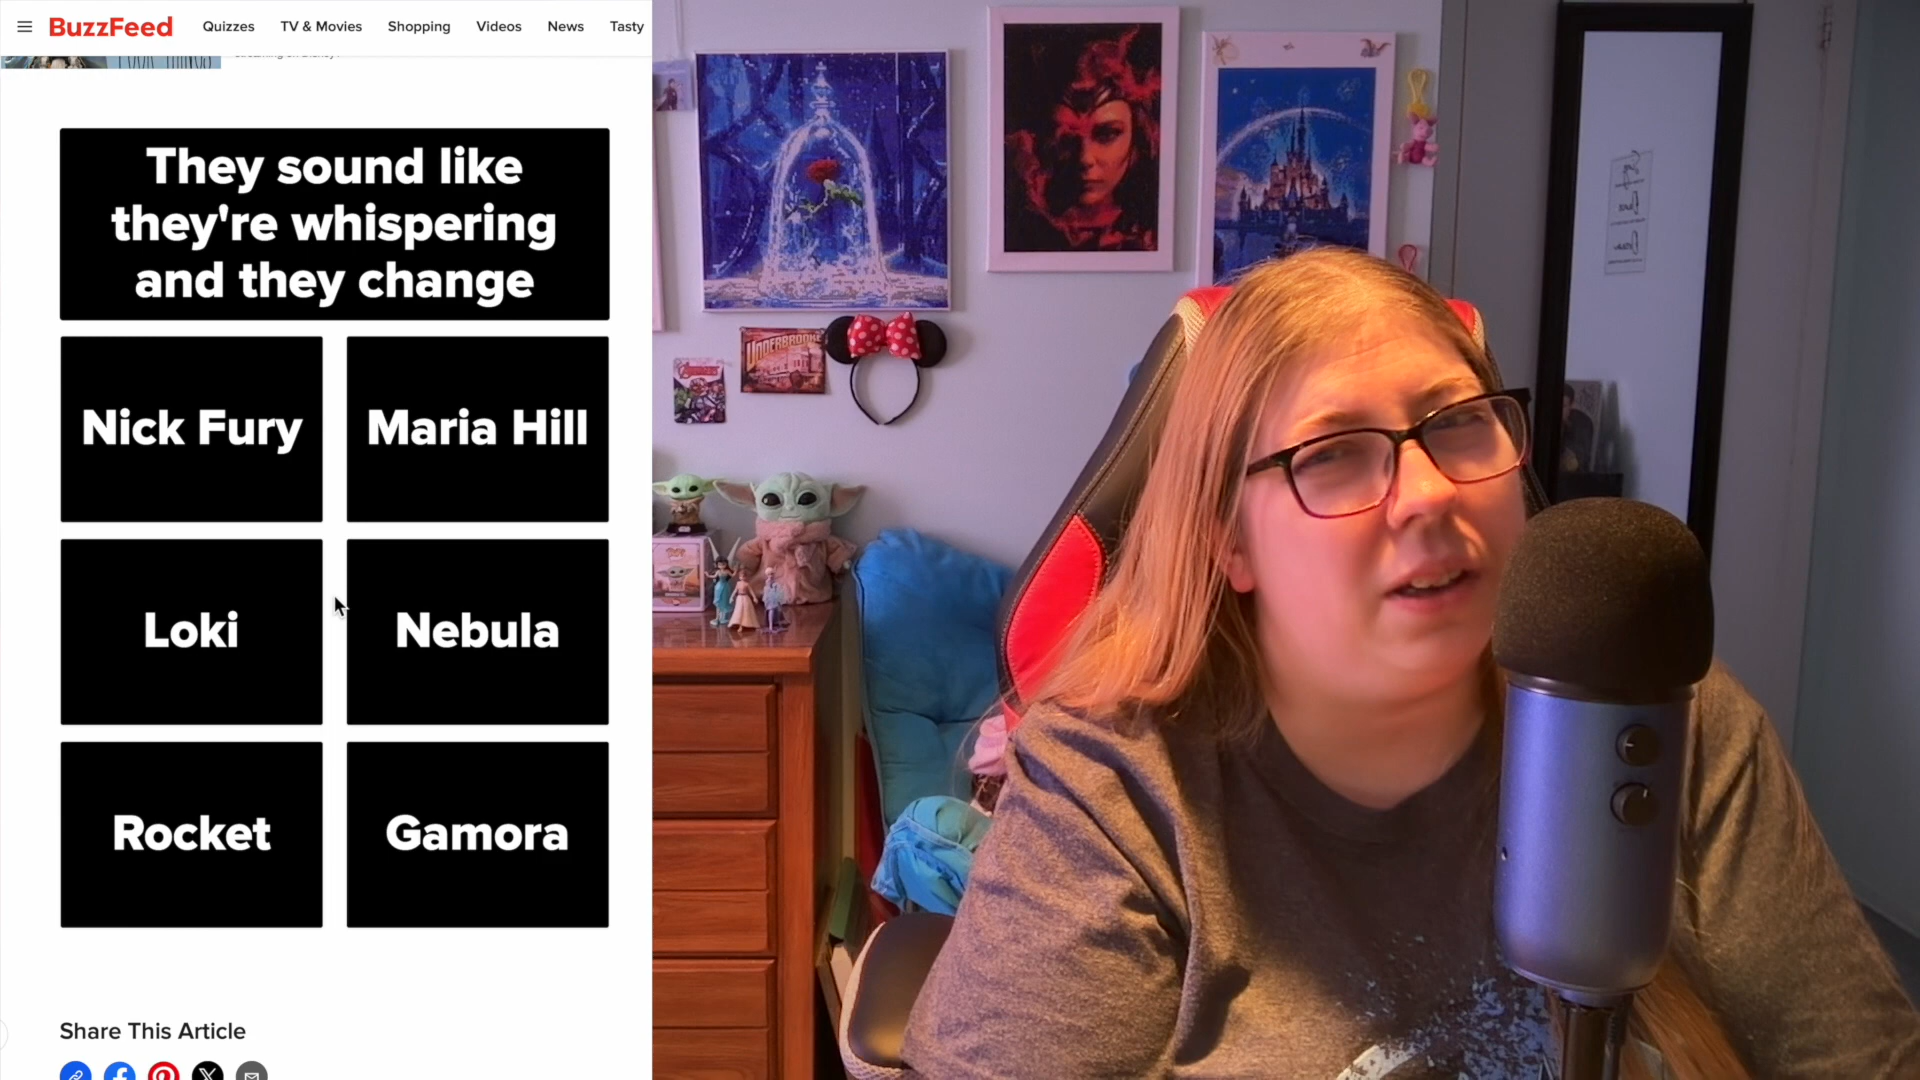 BuzzFeed Quizzes TV & Movies Shopping Videos News Tasty
They sound like
they're whispering
and they change
Nick Fury Maria Hill
Loki Nebula
Rocket Gamora
Share This Article